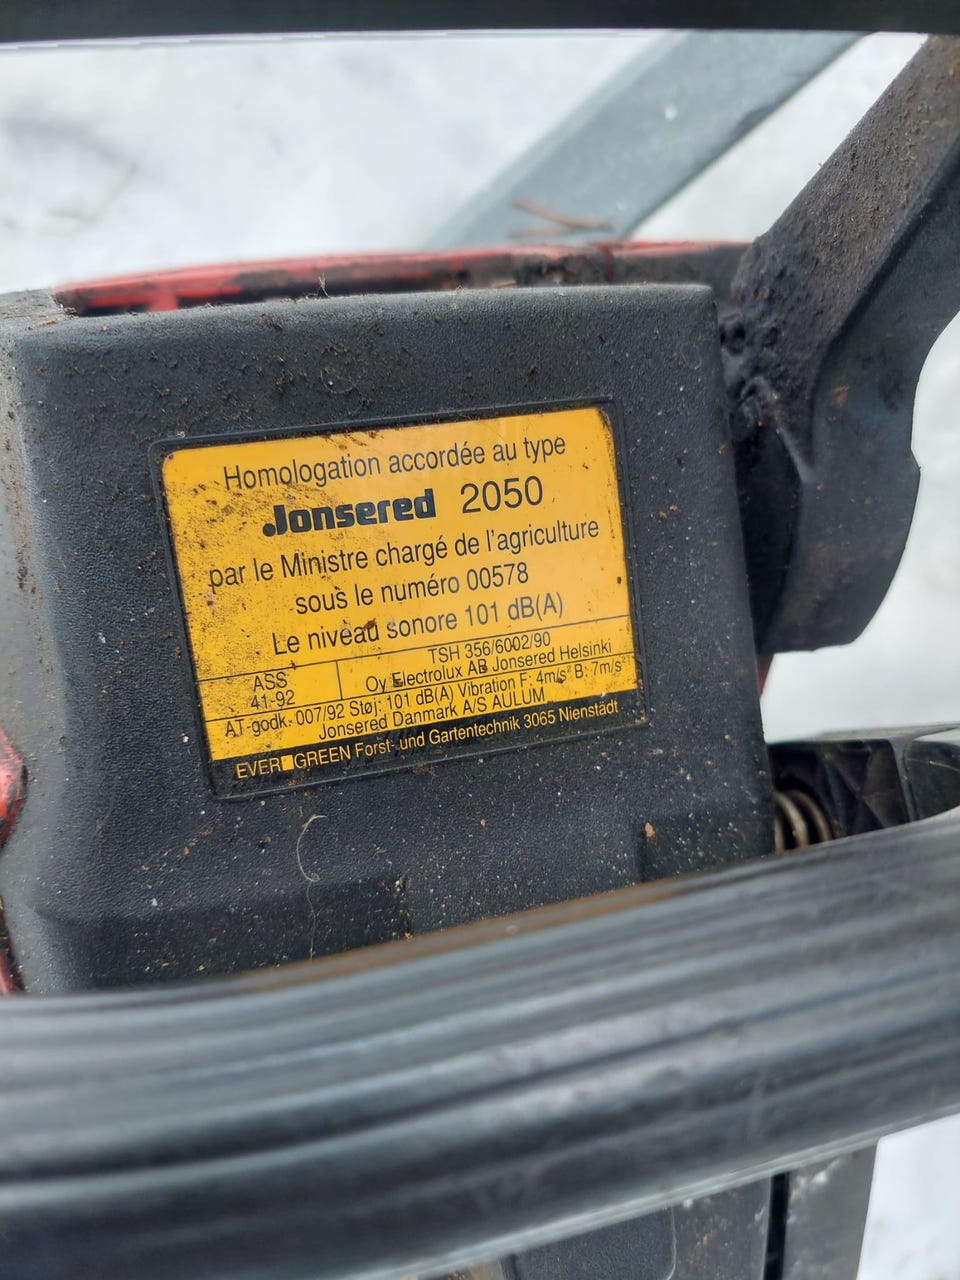 Homologation accordée au type
Jonsered 2050
par le Ministre chargé de l'agriculture
sous le numéro 00578
Le niveau sonore 101 dB(A)
ASS
41-92
TSH 356/6002/90
Oy Electrolux AB Jonsered Helsinki
AT-godk. 007/92 Støj: 101 dB(A) Vibration F: 4m/s² B: 7m/s²
Jonsered Danmark A/S AULUM
EVERGREEN Forst- und Gartentechnik 3065 Nienstädt